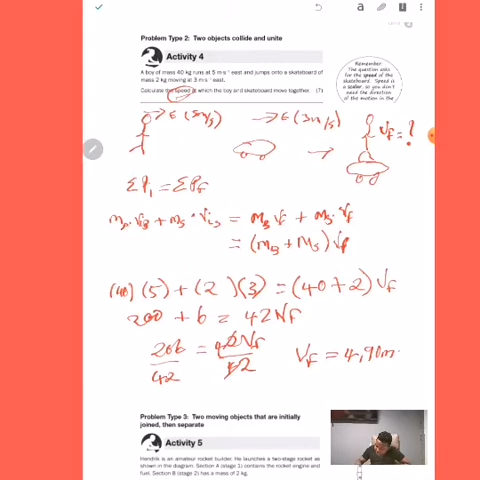 Problem Type 2: Two objects collide and unite
Activity 4
A boy of mass 40 kg runs at 5 m·s⁻¹ east and jumps onto a skateboard of
mass 2 kg moving at 3 m·s⁻¹ east.
Calculate the speed at which the boy and skateboard move together. (7)
Remember:
The question asks
for the speed of the
skateboard. Speed is
a scalar, so you don't
need the direction
of the motion in the
→E (5m/s)
→E (3m/s)
Vf = ?
ΣPi = ΣPf
MB·ViB + MS·ViS = MB Vf + MS·Vf
= (MB + MS) Vf
(40) (5) + (2)(3) = (40+2) Vf
200 + 6 = 42Vf
206/42 = 42Vf/42
Vf = 4,90m·
Problem Type 3: Two moving objects that are initially
joined, then separate
Activity 5
Hendrik is an amateur rocket builder. He launches a two-stage rocket as
shown in the diagram. Section A (stage 1) contains the rocket engine and
fuel. Section B (stage 2) has a mass of 2 kg.